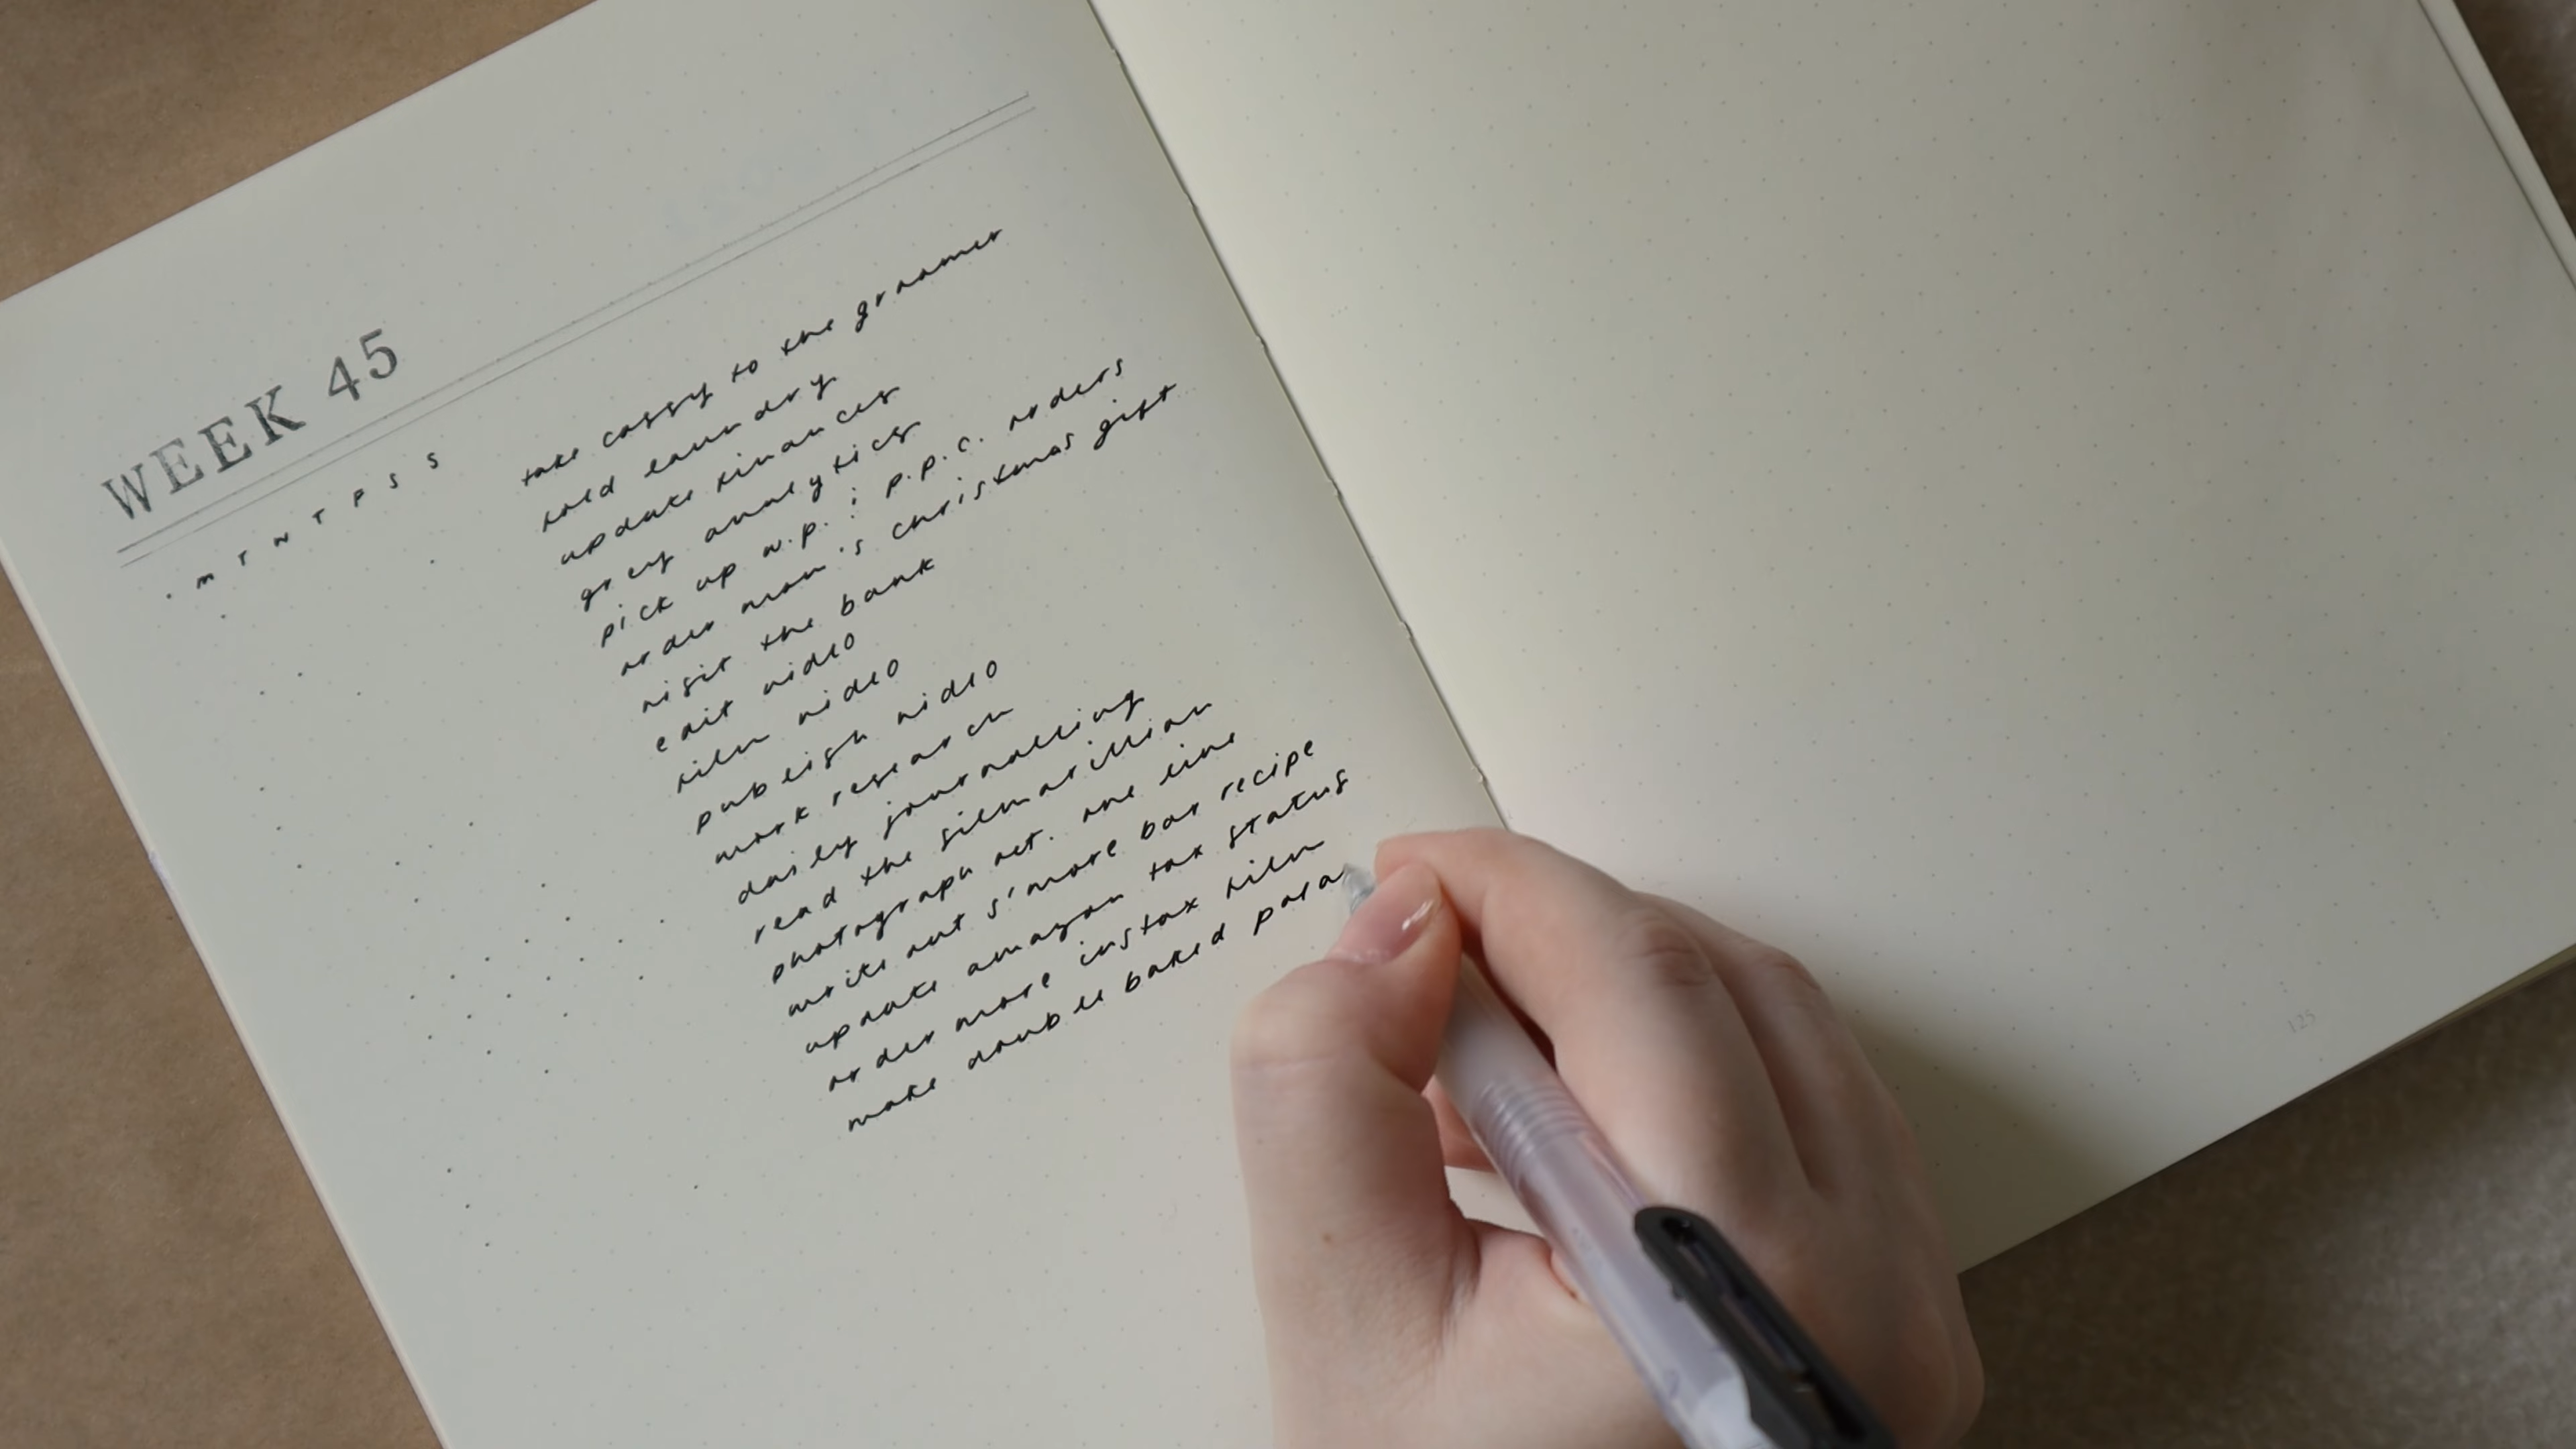 WEEK 45
m T W T F S S
take cassy to the groomer
fold laundry
update finances
grey analytics
pick up w.p. & p.p.c. orders
order mom's christmas gift
visit the bank
edit video
film video
publish video
work research
daily journalling
read the silmarillion
photograph oct. one line
write out s'more bar recipe
update amazon tax status
order more instax film
make double baked pota
125